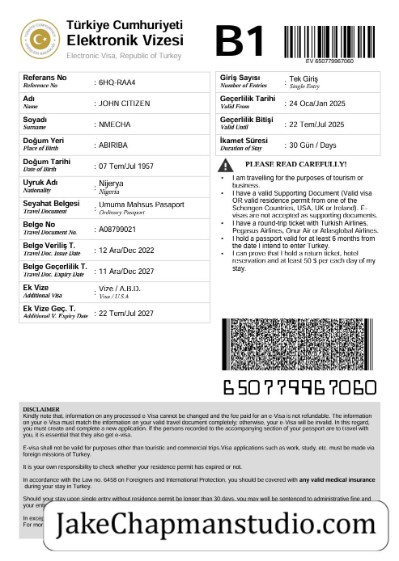 Türkiye Cumhuriyeti
Elektronik Vizesi
Electronic Visa, Republic of Turkey
B1
EV 650779967060
Referans No : 6HQ-RAA4
Reference No
Adı : JOHN CITIZEN
Name
Soyadı : NMECHA
Surname
Doğum Yeri : ABIRIBA
Place of Birth
Doğum Tarihi : 07 Tem/Jul 1957
Date of Birth
Uyruk Adı : Nijerya
Nationality Nigeria
Seyahat Belgesi : Umuma Mahsus Pasaport
Travel Document Ordinary Passport
Belge No : A08799021
Travel Document No.
Belge Veriliş T. : 12 Ara/Dec 2022
Travel Doc. Issue Date
Belge Geçerlilik T. : 11 Ara/Dec 2027
Travel Doc. Expiry Date
Ek Vize : Vize / A.B.D.
Additional Visa Visa / U.S.A
Ek Vize Geç. T. : 22 Tem/Jul 2027
Additional V. Expiry Date
Giriş Sayısı : Tek Giriş
Number of Entries Single Entry
Geçerlilik Tarihi : 24 Oca/Jan 2025
Valid From
Geçerlilik Bitişi : 22 Tem/Jul 2025
Valid Until
İkamet Süresi : 30 Gün / Days
Duration of Stay
PLEASE READ CAREFULLY!
• I am travelling for the purposes of tourism or
business.
• I have a valid Supporting Document (Valid visa
OR valid residence permit from one of the
Schengen Countries, USA, UK or Ireland). E-
visas are not accepted as supporting documents.
• I have a round-trip ticket with Turkish Airlines,
Pegasus Airlines, Onur Air or Atlasglobal Airlines.
• I hold a passport valid for at least 6 months from
the date I intend to enter Turkey.
• I can prove that I hold a return ticket, hotel
reservation and at least 50 $ per each day of my
stay.
650779967060
DISCLAIMER
Kindly note that, information on any processed e-Visa cannot be changed and the fee paid for an e-Visa is not refundable. The information
on your e-Visa must match the information on your valid travel document completely; otherwise, your e-Visa will be invalid. In this regard,
you must create and complete a new application. If the persons recorded to the accompanying section of your passport are to travel with
you, it is essential that they also get e-visa.
E-visa shall not be valid for purposes other than touristic and commercial trips.Visa applications such as work, study, etc. must be made via
foreign missions of Turkey.
It is your own responsibility to check whether your residence permit has expired or not.
In accordance with the Law no. 6458 on Foreigners and International Protection, you should be covered with any valid medical insurance
during your stay in Turkey.
Should your stay upon single entry without residence permit be longer than 30 days, you may well be sentenced to administrative fine and
JakeChapmanstudio.com